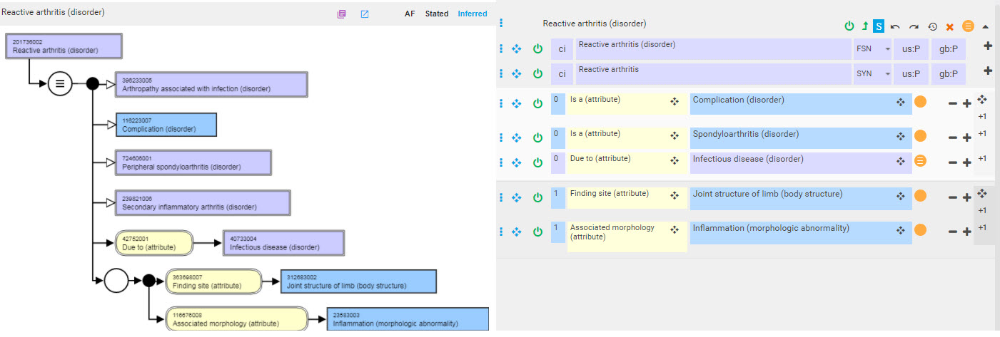 Reactive arthritis (disorder)
AF Stated Inferred
201736002
Reactive arthritis (disorder)
396233005
Arthropathy associated with infection (disorder)
116223007
Complication (disorder)
724606001
Peripheral spondyloarthritis (disorder)
239821006
Secondary inflammatory arthritis (disorder)
42752001
Due to (attribute)
40733004
Infectious disease (disorder)
363698007
Finding site (attribute)
312683002
Joint structure of limb (body structure)
116676008
Associated morphology (attribute)
23583003
Inflammation (morphologic abnormality)
Reactive arthritis (disorder)
S
ci Reactive arthritis (disorder) FSN us:P gb:P
ci Reactive arthritis SYN us:P gb:P
0 Is a (attribute) Complication (disorder)
+1
0 Is a (attribute) Spondyloarthritis (disorder) +1
0 Due to (attribute) Infectious disease (disorder) +1
1 Finding site (attribute) Joint structure of limb (body structure)
+1
1 Associated morphology Inflammation (morphologic abnormality) +1
(attribute)